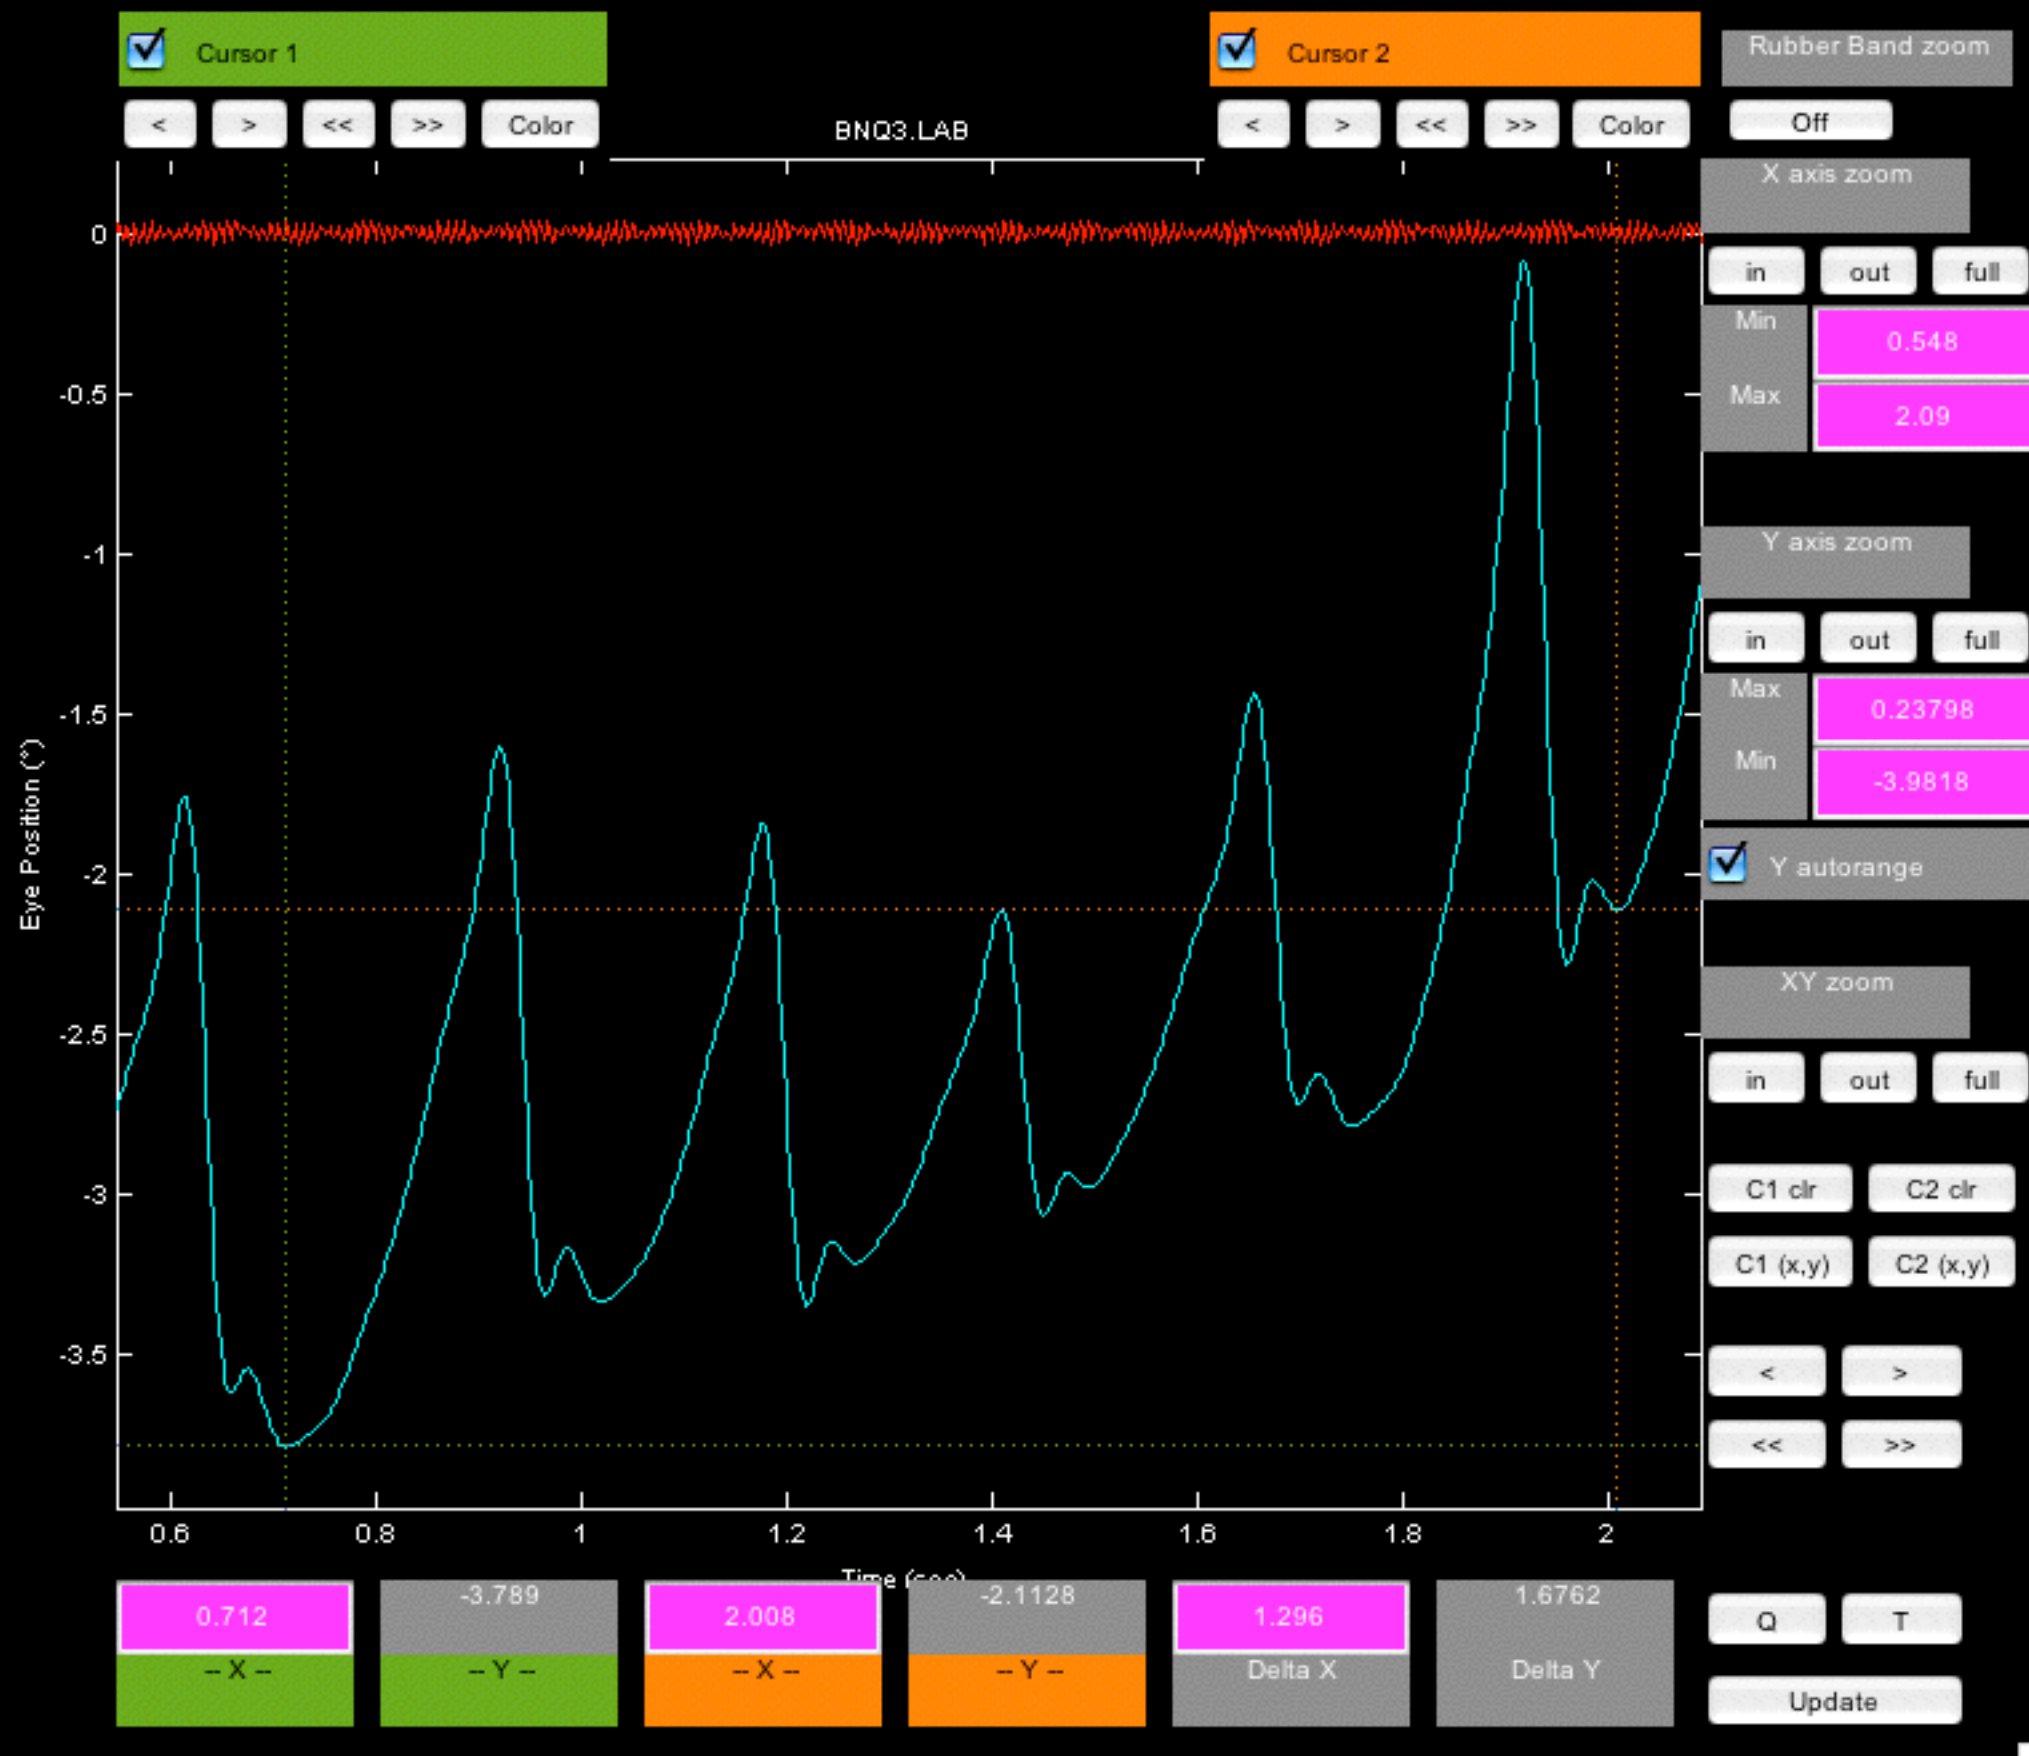 Cursor 1
Cursor 2
Rubber Band zoom
< > << >> Color
BNQ3.LAB
< > << >> Color
Off
X axis zoom
in out full
Min
0.548
Max
2.09
Y axis zoom
in out full
Max
0.23798
Min
-3.9818
Y autorange
XY zoom
in out full
C1 clr C2 clr
C1 (x,y) C2 (x,y)
< >
<< >>
0
-0.5
-1
-1.5
-2
-2.5
-3
-3.5
Eye Position (°)
0.6 0.8 1 1.2 1.4 1.6 1.8 2
Time (sec)
0.712 -3.789 2.008 -2.1128 1.296 1.6762
-- X -- -- Y -- -- X -- -- Y -- Delta X Delta Y
Q T
Update